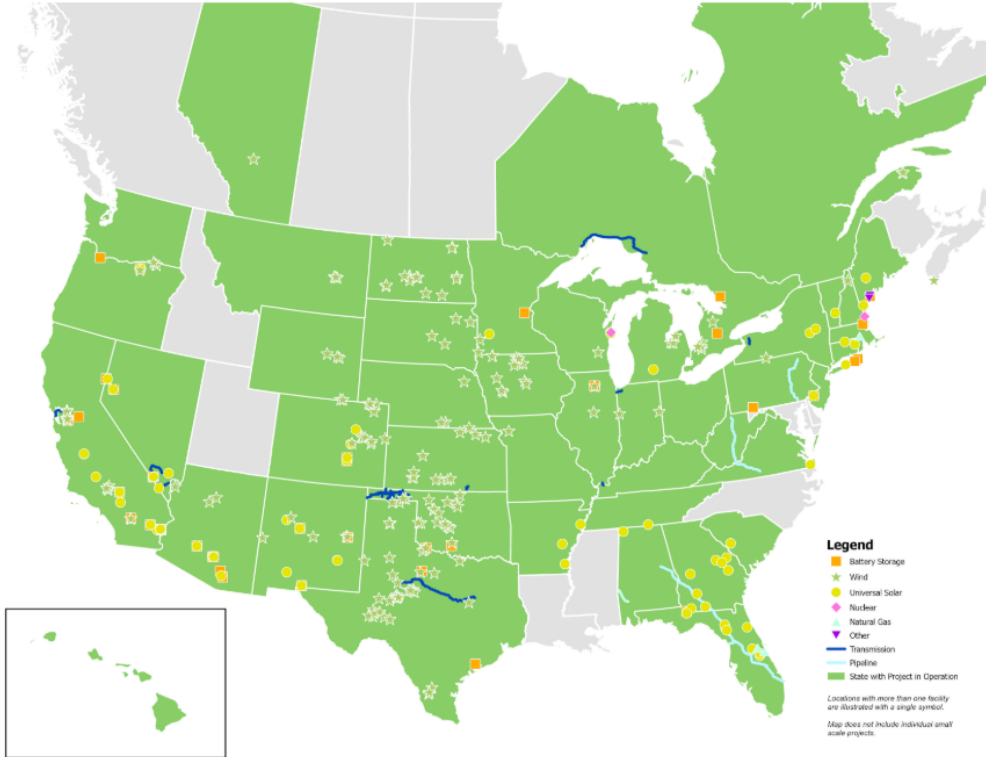 Legend
Battery Storage
Wind
Universal Solar
Nuclear
Natural Gas
Other
Transmission
Pipeline
State with Project in Operation
Locations with more than one facility
are illustrated with a single symbol.
Map does not include individual small
scale projects.